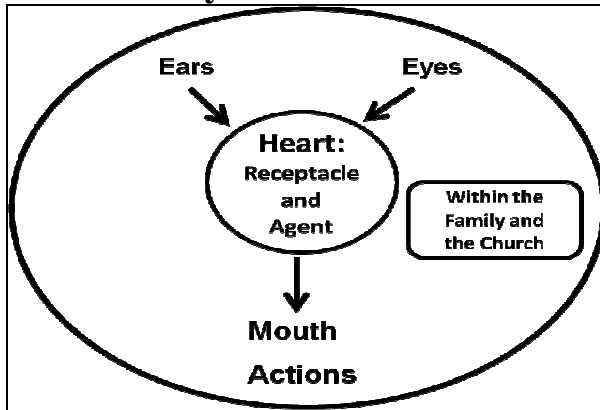 Ears
Eyes
Heart:
Receptacle
and
Agent
Within the
Family and
the Church
Mouth
Actions